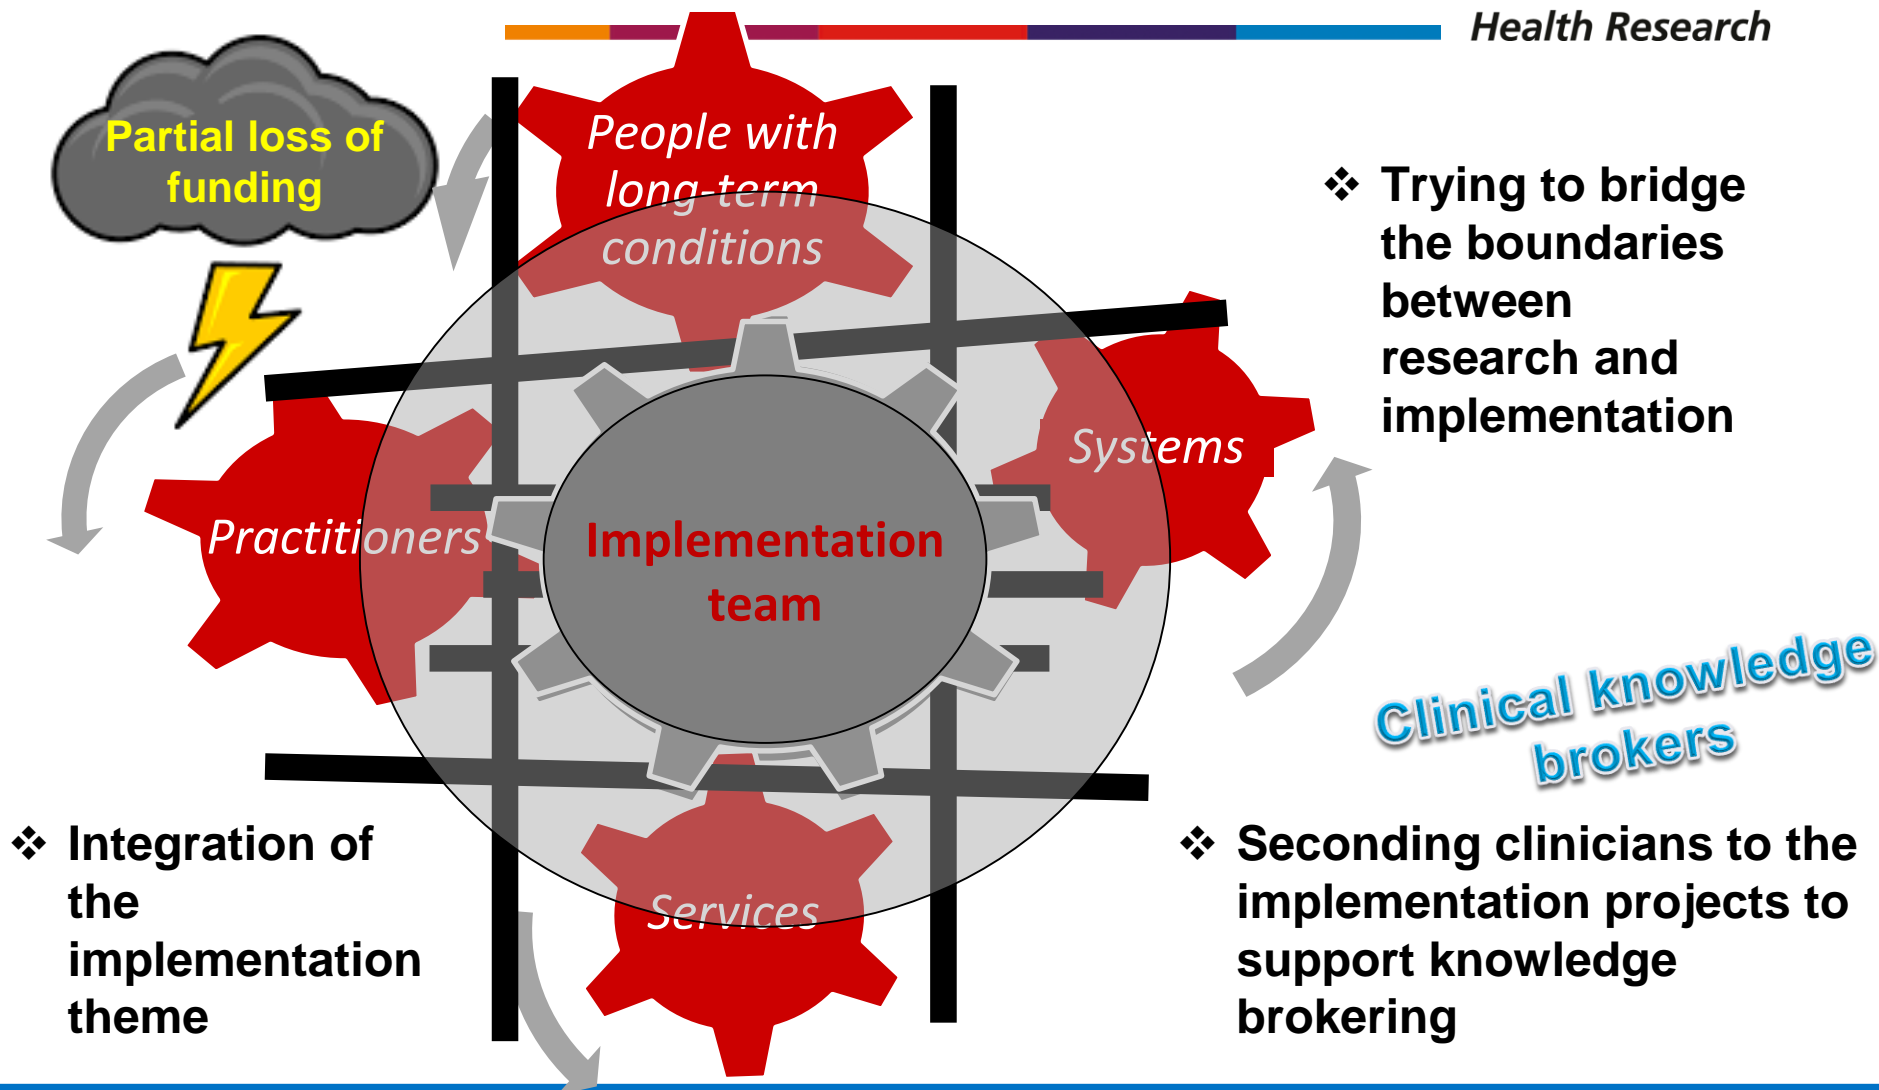 Health Research
Partial loss of
funding
People with
long-term
conditions
❖ Trying to bridge
the boundaries
between
research and
implementation
Systems
Practitioners
Implementation
team
Clinical knowledge
brokers
Services
❖ Integration of
the
implementation
theme
❖ Seconding clinicians to the
implementation projects to
support knowledge
brokering